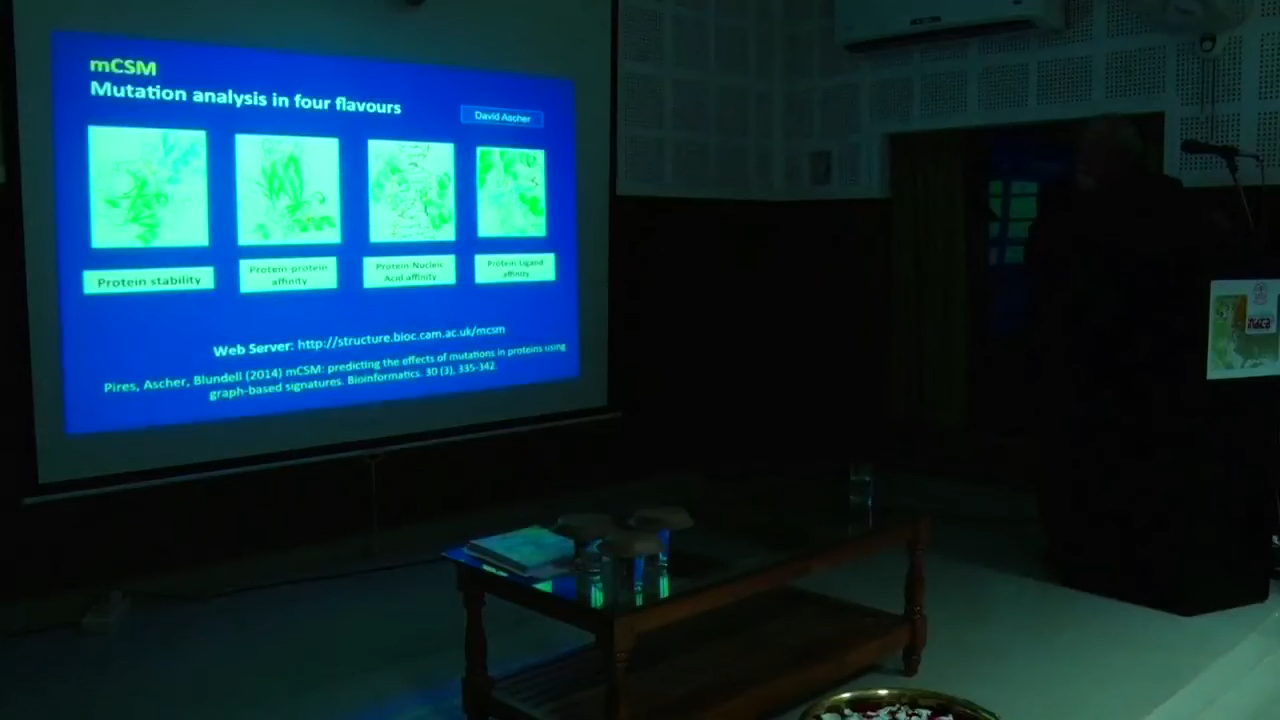 mCSM
Mutation analysis in four flavours
David Ascher
Protein stability
Protein-protein
affinity
Protein-Nucleic
Acid affinity
Protein-Ligand
affinity
Web Server: http://structure.bioc.cam.ac.uk/mcsm
Pires, Ascher, Blundell (2014) mCSM: predicting the effects of mutations in proteins using
graph-based signatures. Bioinformatics. 30 (3), 335-342.